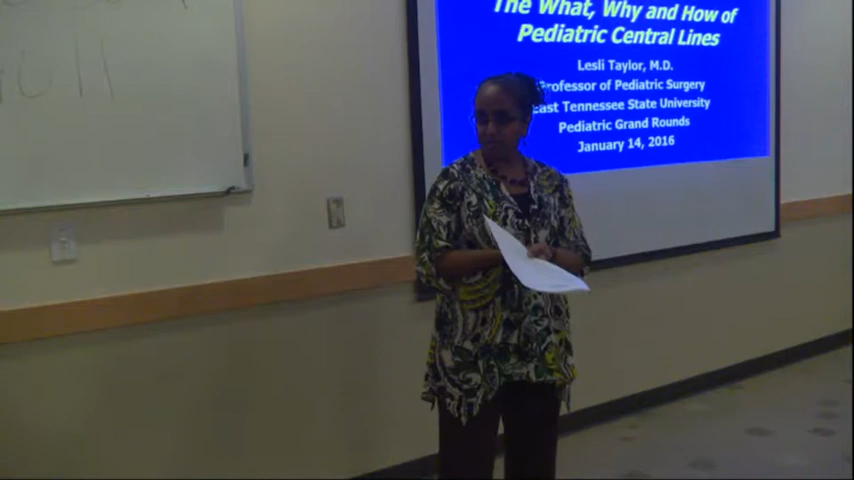 The What, Why and How of
Pediatric Central Lines
Lesli Taylor, M.D.
Professor of Pediatric Surgery
East Tennessee State University
Pediatric Grand Rounds
January 14, 2016